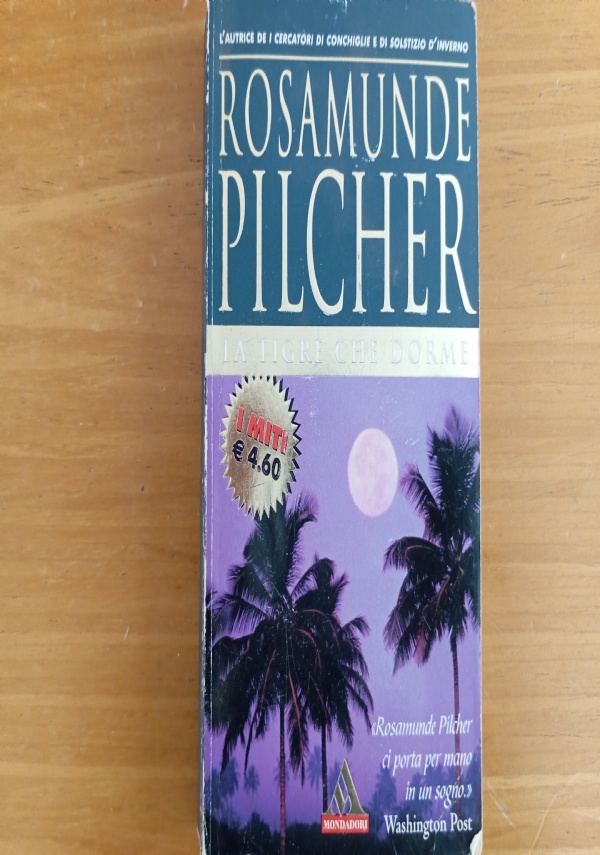 L'AUTRICE DE I CERCATORI DI CONCHIGLIE E DI SOLSTIZIO D'INVERNO
ROSAMUNDE
PILCHER
LA TIGRE CHE DORME
I MITI
€ 4.60
«Rosamunde Pilcher
ci porta per mano
in un sogno.»
Washington Post
MONDADORI